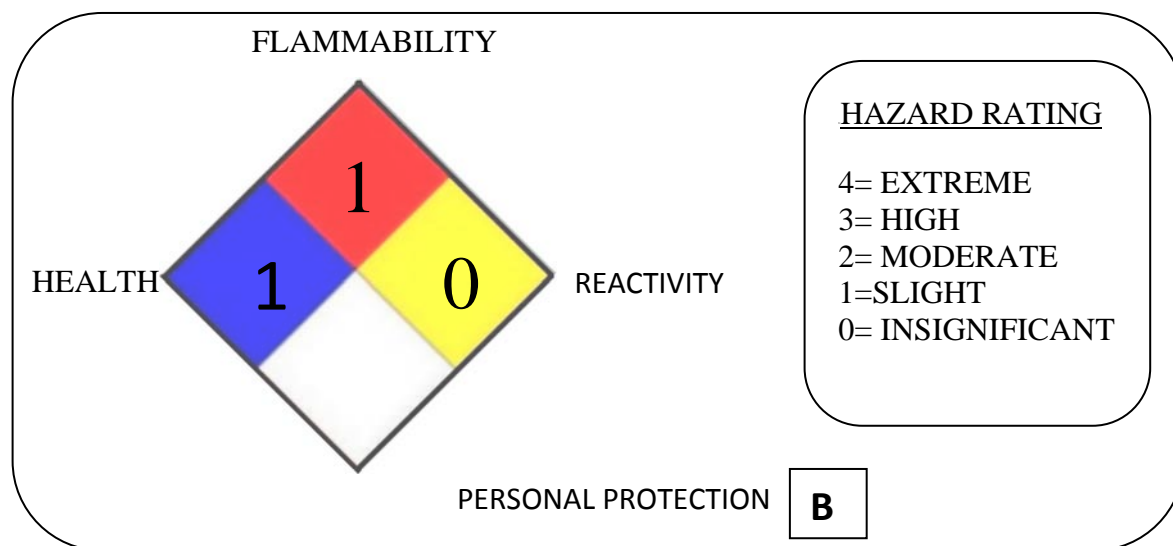 FLAMMABILITY
1
HEALTH
1
0
REACTIVITY
PERSONAL PROTECTION
B
HAZARD RATING
4= EXTREME
3= HIGH
2= MODERATE
1=SLIGHT
0= INSIGNIFICANT